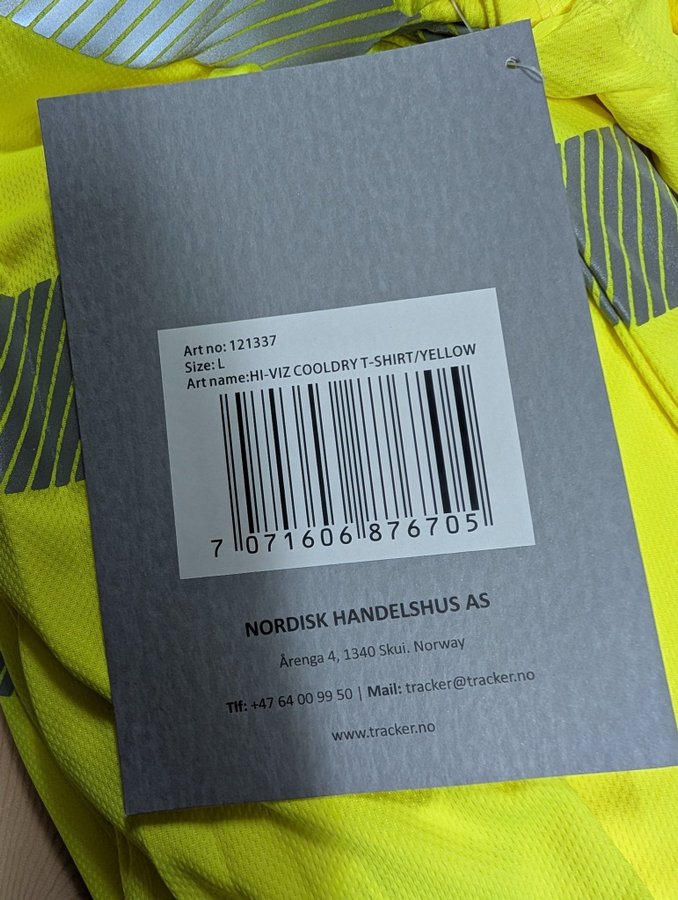 Art no: 121337
Size: L
Art name:HI-VIZ COOLDRY T-SHIRT/YELLOW
7 071606 876705
NORDISK HANDELSHUS AS
Årenga 4, 1340 Skui. Norway
Tlf: +47 64 00 99 50 | Mail: tracker@tracker.no
www.tracker.no